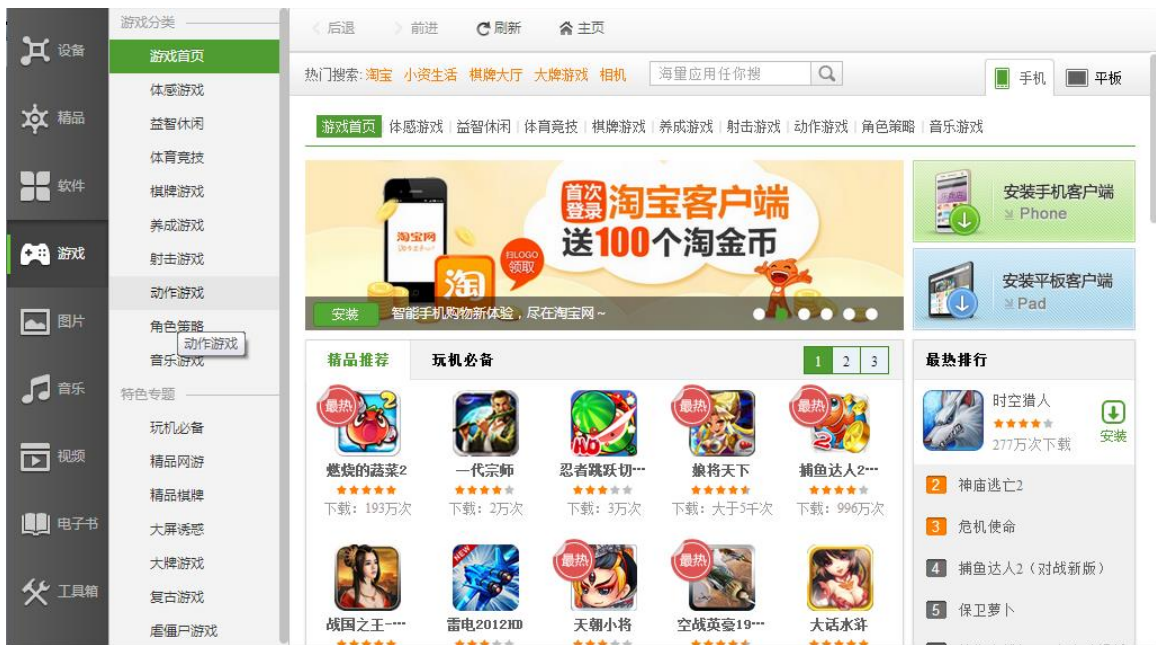 设备
精品
软件
游戏
图片
音乐
视频
电子书
工具箱
游戏分类
游戏首页
体感游戏
益智休闲
体育竞技
棋牌游戏
养成游戏
射击游戏
动作游戏
角色策略
动作游戏
音乐游戏
特色专题
玩机必备
精品网游
精品棋牌
大屏诱惑
大牌游戏
复古游戏
虐僵尸游戏
后退 前进 刷新 主页
热门搜索: 淘宝 小资生活 棋牌大厅 大牌游戏 相机 海量应用任你搜
手机 平板
游戏首页 体感游戏 益智休闲 体育竞技 棋牌游戏 养成游戏 射击游戏 动作游戏 角色策略 音乐游戏
淘宝网
淘
领取
首次登录 淘宝客户端
送100个淘金币
安装 智能手机购物新体验，尽在淘宝网~
安装手机客户端
Phone
安装平板客户端
Pad
精品推荐 玩机必备 1 2 3
最热 最热 最热
燃烧的蔬菜2 一代宗师 忍者跳跃切… 狼将天下 捕鱼达人2…
下载: 193万次 下载: 2万次 下载: 3万次 下载: 大于5千次 下载: 996万次
NEW 最热 最热
战国之王-… 雷电2012HD 天朝小将 空战英豪19… 大话水浒
最热排行
时空猎人
277万次下载
安装
2 神庙逃亡2
3 危机使命
4 捕鱼达人2（对战新版）
5 保卫萝卜